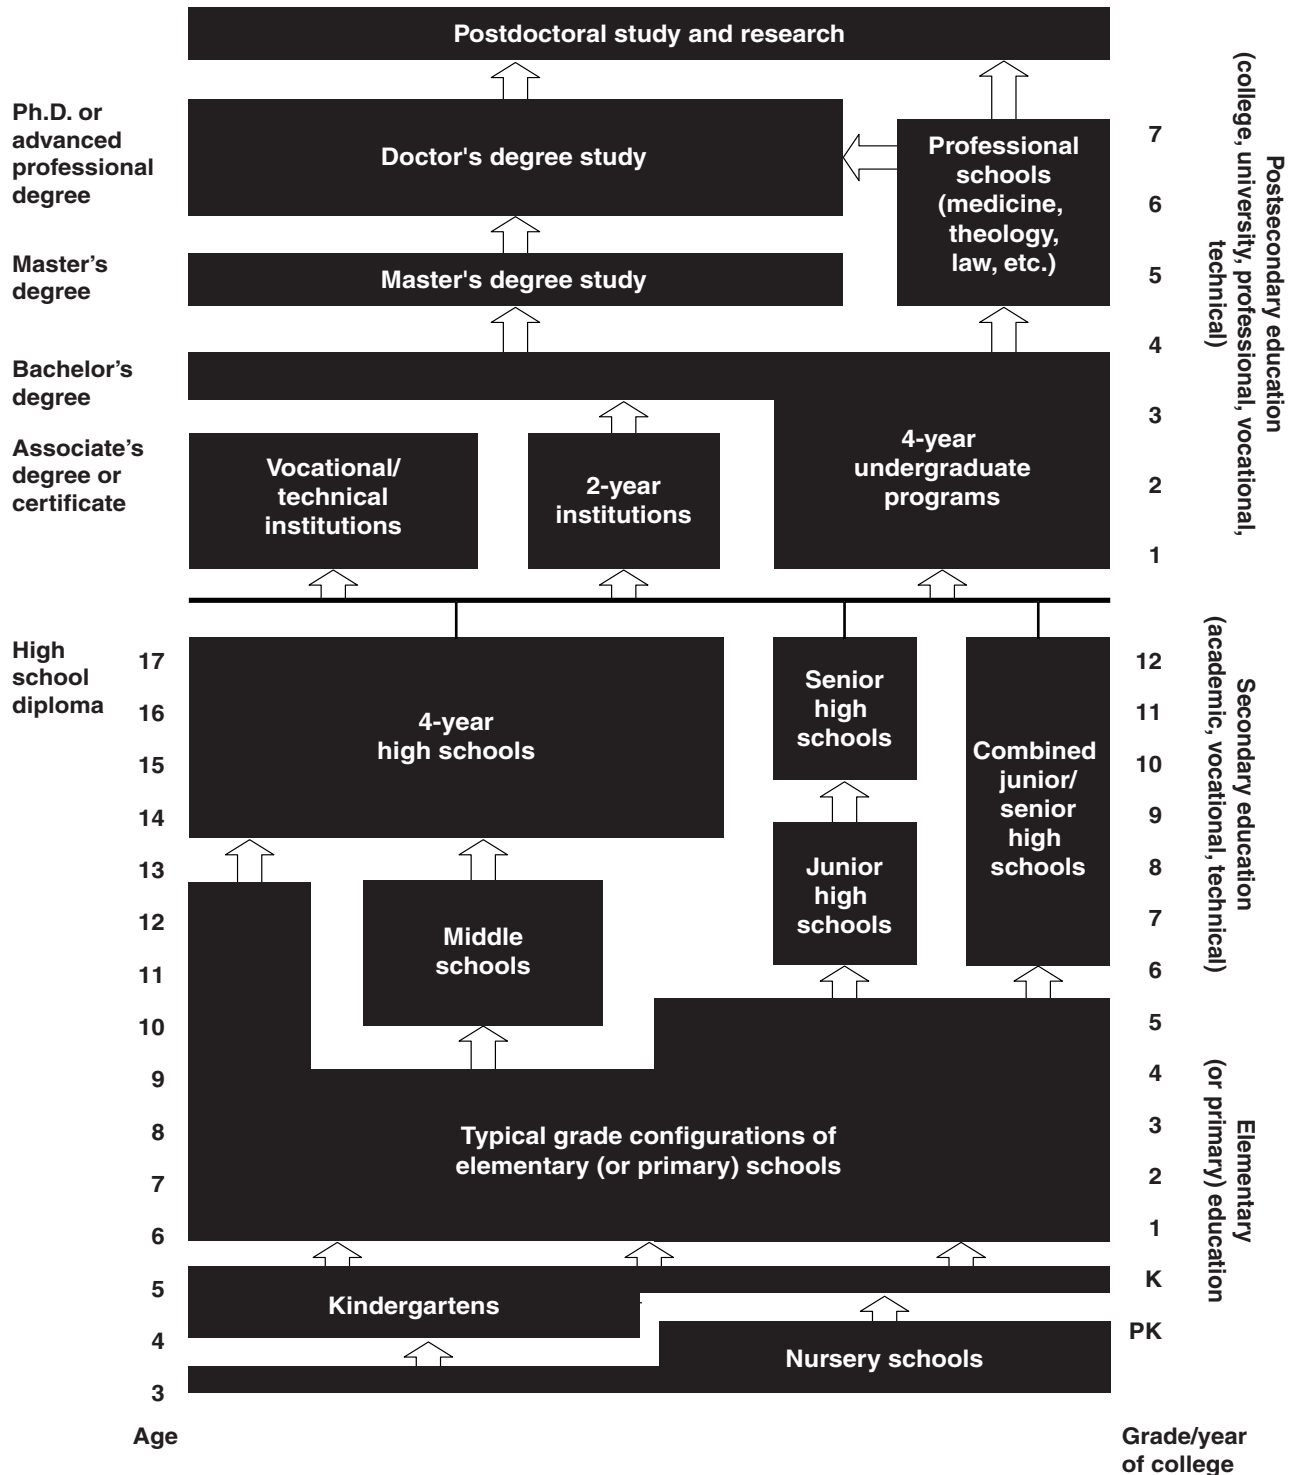 Postdoctoral study and research
Ph.D. or
advanced
professional
degree
Doctor's degree study
Professional
schools
(medicine,
theology,
law, etc.)
7
6
5
Master’s
degree
Master's degree study
4
Bachelor’s
degree
3
Associate’s
degree or
certificate
Vocational/
technical
institutions
2-year
institutions
4-year
undergraduate
programs
2
1
Postsecondary education
(college, university, professional, vocational,
technical)
High
school
diploma
17
16
15
14
13
12
11
10
9
8
7
6
5
4
3
Age
4-year
high schools
Senior
high
schools
Combined
junior/
senior
high
schools
Junior
high
schools
Middle
schools
Typical grade configurations of
elementary (or primary) schools
Kindergartens
Nursery schools
12
11
10
9
8
7
6
5
4
3
2
1
K
PK
Grade/year
of college
Secondary education
(academic, vocational, technical)
Elementary
(or primary) education